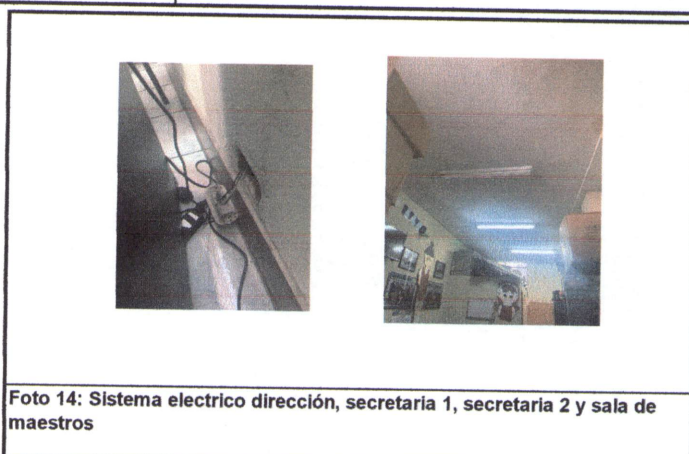 Foto 14: Sistema electrico dirección, secretaria 1, secretaria 2 y sala de
maestros